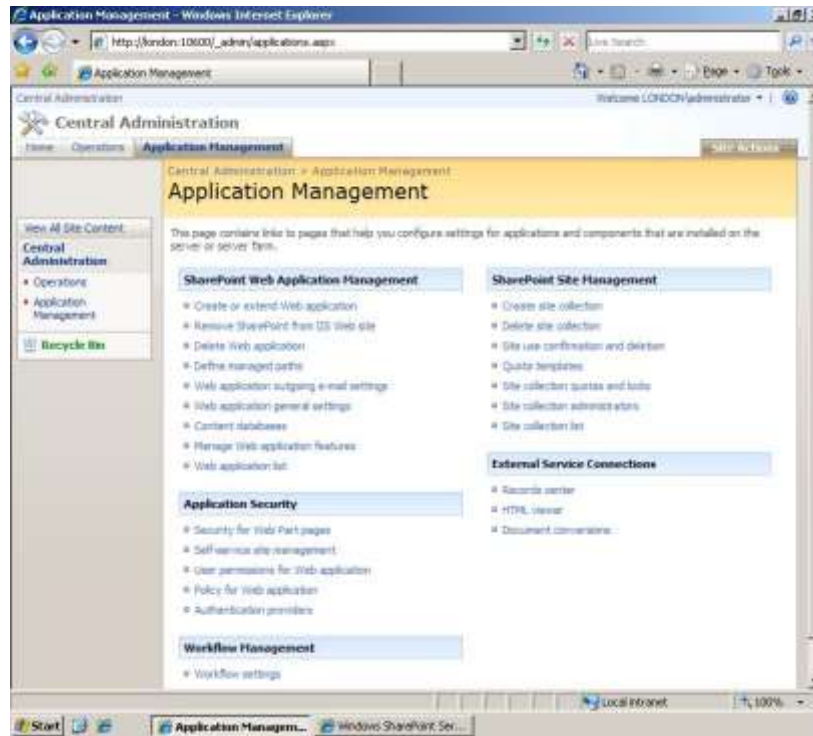 Application Management - Windows Internet Explorer
http://london:10600/_admin/applications.aspx
Live Search
Application Management
Page
Tools
Central Administration
Welcome LONDON\administrator
Central Administration
Home
Operations
Application Management
Site Actions
Central Administration > Application Management
Application Management
View All Site Content
Central
Administration
Operations
Application
Management
Recycle Bin
This page contains links to pages that help you configure settings for applications and components that are installed on the
server or server farm.
SharePoint Web Application Management
Create or extend Web application
Remove SharePoint from IIS Web site
Delete Web application
Define managed paths
Web application outgoing e-mail settings
Web application general settings
Content databases
Manage Web application features
Web application list
Application Security
Security for Web Part pages
Self-service site management
User permissions for Web application
Policy for Web application
Authentication providers
Workflow Management
Workflow settings
SharePoint Site Management
Create site collection
Delete site collection
Site use confirmation and deletion
Quota templates
Site collection quotas and locks
Site collection administrators
Site collection list
External Service Connections
Records center
HTML viewer
Document conversions
Local intranet
100%
Start
Application Managem...
Windows SharePoint Ser...